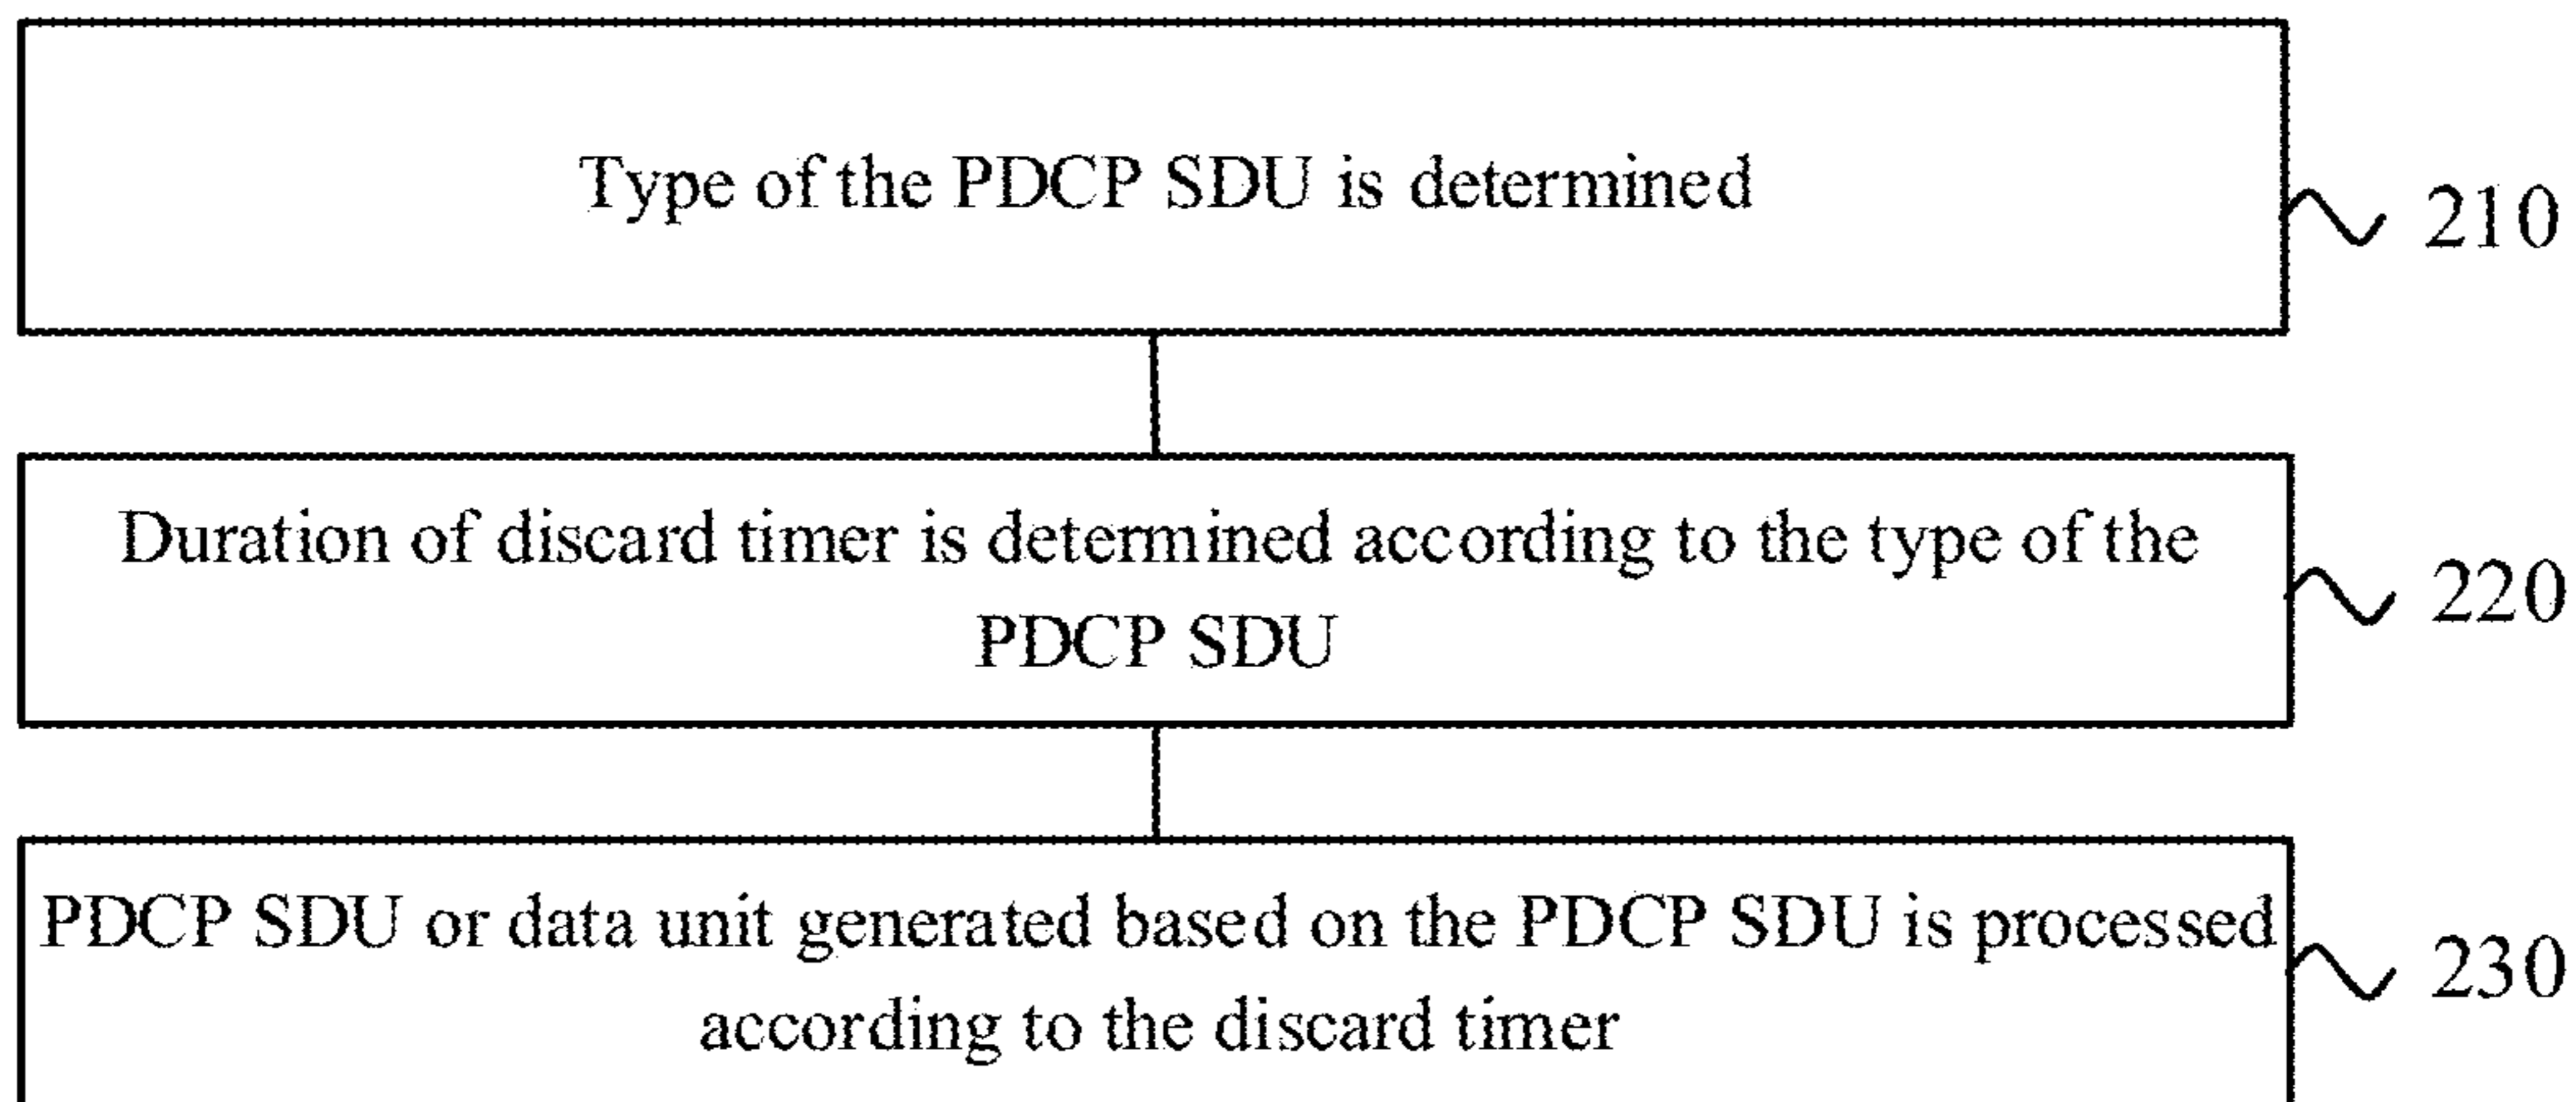 Type of the PDCP SDU is determined
210
Duration of discard timer is determined according to the type of the
PDCP SDU
220
PDCP SDU or data unit generated based on the PDCP SDU is processed
according to the discard timer
230